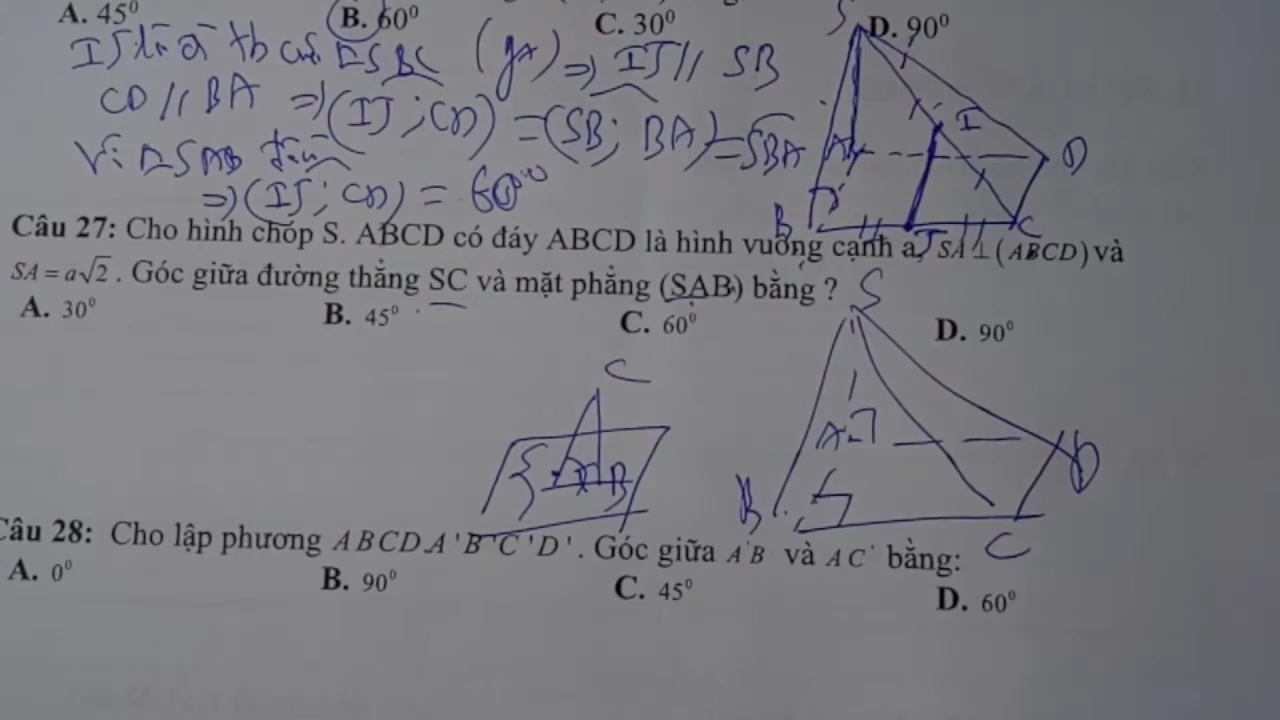 A. 45⁰ B. 60⁰ C. 30⁰ D. 90⁰
IJ là đ tb của ΔSBC (gt) ⇒ IJ // SB
CD // BA ⇒ (IJ ; CD) = (SB; BA) = SBA
Vì ΔSAB đều
⇒ (IJ ; CD) = 60⁰
S
I
A
D
B
J
C
Câu 27: Cho hình chóp S. ABCD có đáy ABCD là hình vuông cạnh a, SA ⊥ (ABCD) và
SA = a√2 . Góc giữa đường thẳng SC và mặt phẳng (SAB) bằng ?
A. 30⁰ B. 45⁰ C. 60⁰ D. 90⁰
S
C
A
B
B
D
C
Câu 28: Cho lập phương ABCD.A'B'C'D'. Góc giữa A'B và AC' bằng:
A. 0⁰ B. 90⁰ C. 45⁰ D. 60⁰